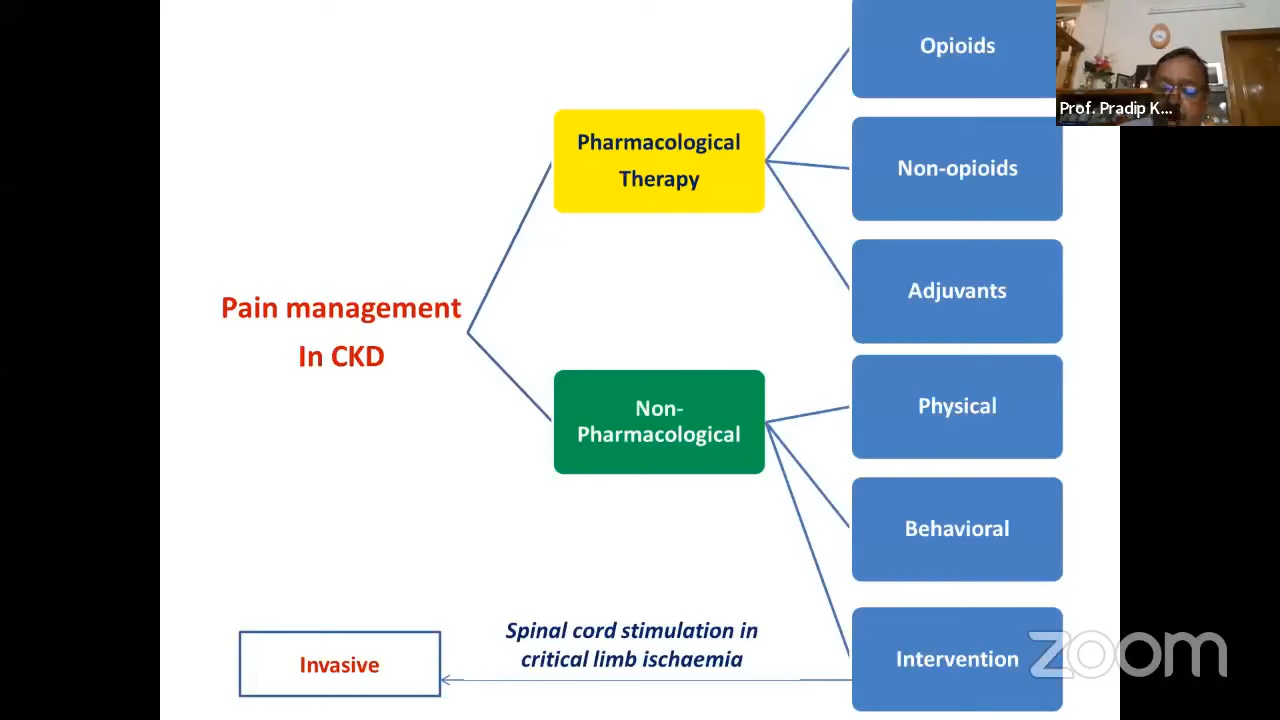 Opioids
Prof. Pradip K...
Pharmacological
Therapy
Non-opioids
Adjuvants
Pain management
In CKD
Non-
Pharmacological
Physical
Behavioral
Spinal cord stimulation in
critical limb ischaemia
Invasive
Intervention
zoom